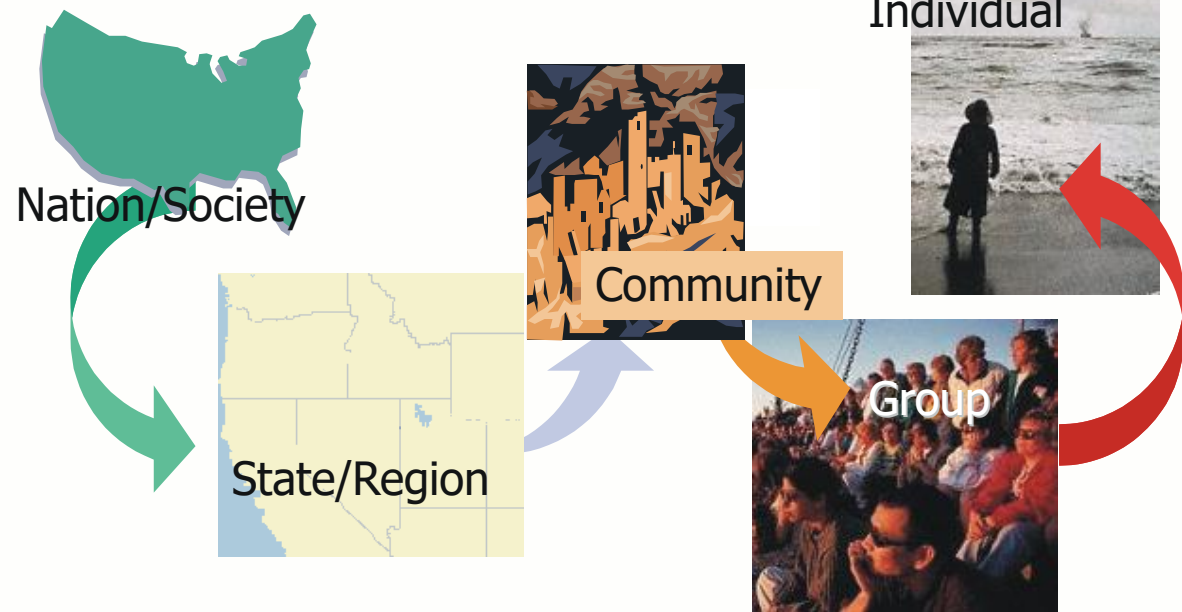 Nation/Society
State/Region
Community
Group
Individual